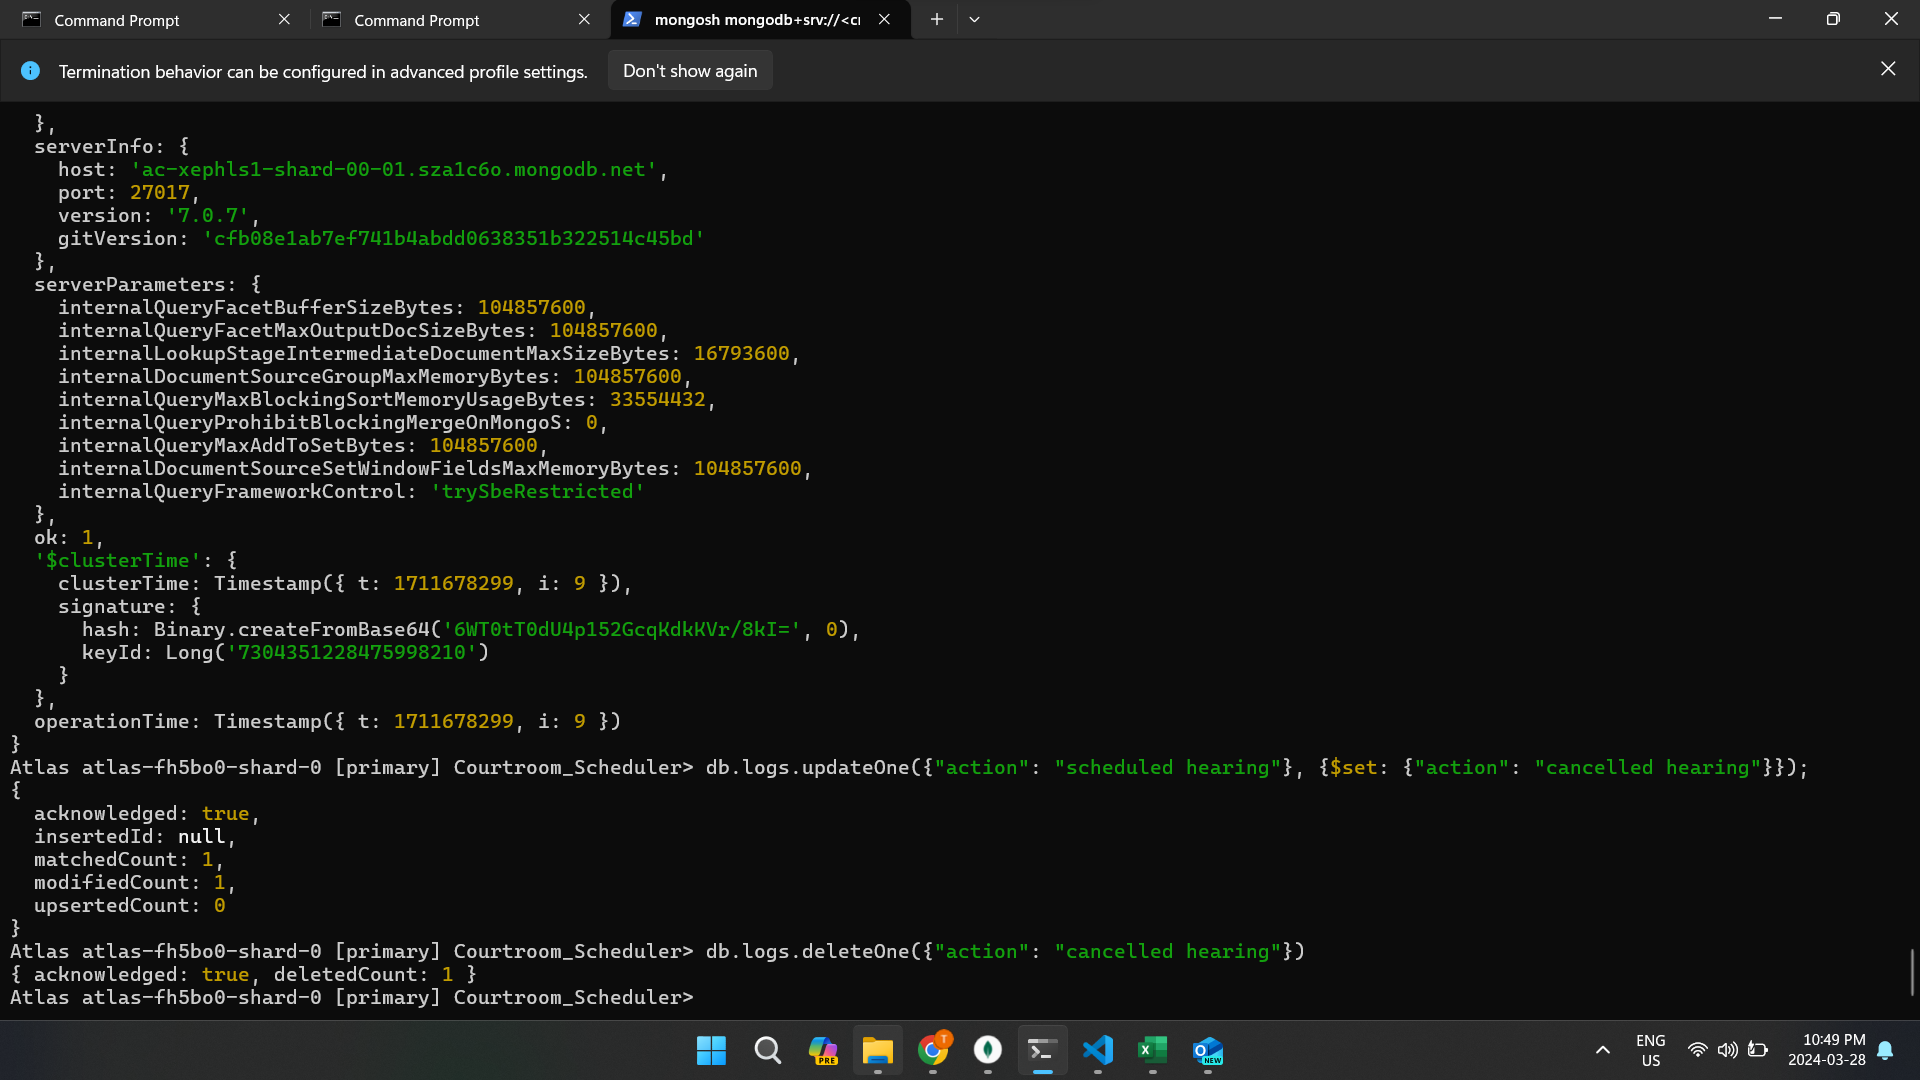 Command Prompt
Command Prompt
mongosh mongodb+srv://<cr
Termination behavior can be configured in advanced profile settings.
Don't show again
  },
  serverInfo: {
    host: 'ac-xephls1-shard-00-01.sza1c6o.mongodb.net',
    port: 27017,
    version: '7.0.7',
    gitVersion: 'cfb08e1ab7ef741b4abdd0638351b322514c45bd'
  },
  serverParameters: {
    internalQueryFacetBufferSizeBytes: 104857600,
    internalQueryFacetMaxOutputDocSizeBytes: 104857600,
    internalLookupStageIntermediateDocumentMaxSizeBytes: 16793600,
    internalDocumentSourceGroupMaxMemoryBytes: 104857600,
    internalQueryMaxBlockingSortMemoryUsageBytes: 33554432,
    internalQueryProhibitBlockingMergeOnMongoS: 0,
    internalQueryMaxAddToSetBytes: 104857600,
    internalDocumentSourceSetWindowFieldsMaxMemoryBytes: 104857600,
    internalQueryFrameworkControl: 'trySbeRestricted'
  },
  ok: 1,
  '$clusterTime': {
    clusterTime: Timestamp({ t: 1711678299, i: 9 }),
    signature: {
      hash: Binary.createFromBase64('6WT0tT0dU4p152GcqKdkKVr/8kI=', 0),
      keyId: Long('7304351228475998210')
    }
  },
  operationTime: Timestamp({ t: 1711678299, i: 9 })
}
Atlas atlas-fh5bo0-shard-0 [primary] Courtroom_Scheduler> db.logs.updateOne({"action": "scheduled hearing"}, {$set: {"action": "cancelled hearing"}});
{
  acknowledged: true,
  insertedId: null,
  matchedCount: 1,
  modifiedCount: 1,
  upsertedCount: 0
}
Atlas atlas-fh5bo0-shard-0 [primary] Courtroom_Scheduler> db.logs.deleteOne({"action": "cancelled hearing"})
{ acknowledged: true, deletedCount: 1 }
Atlas atlas-fh5bo0-shard-0 [primary] Courtroom_Scheduler>
PRE
T
NEW
ENG
US
10:49 PM
2024-03-28